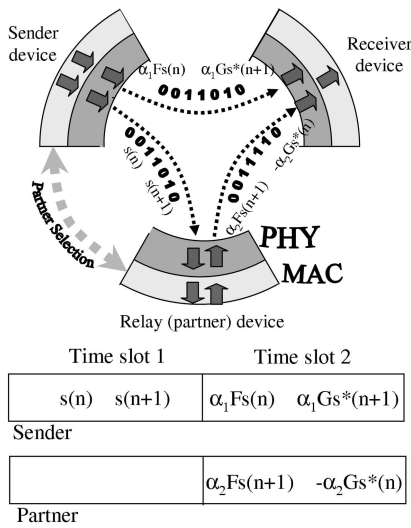 Sender
device
Receiver
device
α₁Fs(n) α₁Gs*(n+1)
0011010
0011010
s(n) s(n+1)
0011110
α₂Fs(n+1) -α₂Gs*(n)
Partner Selection
PHY
MAC
Relay (partner) device
Time slot 1 Time slot 2
s(n) s(n+1) α₁Fs(n) α₁Gs*(n+1)
Sender
α₂Fs(n+1) -α₂Gs*(n)
Partner